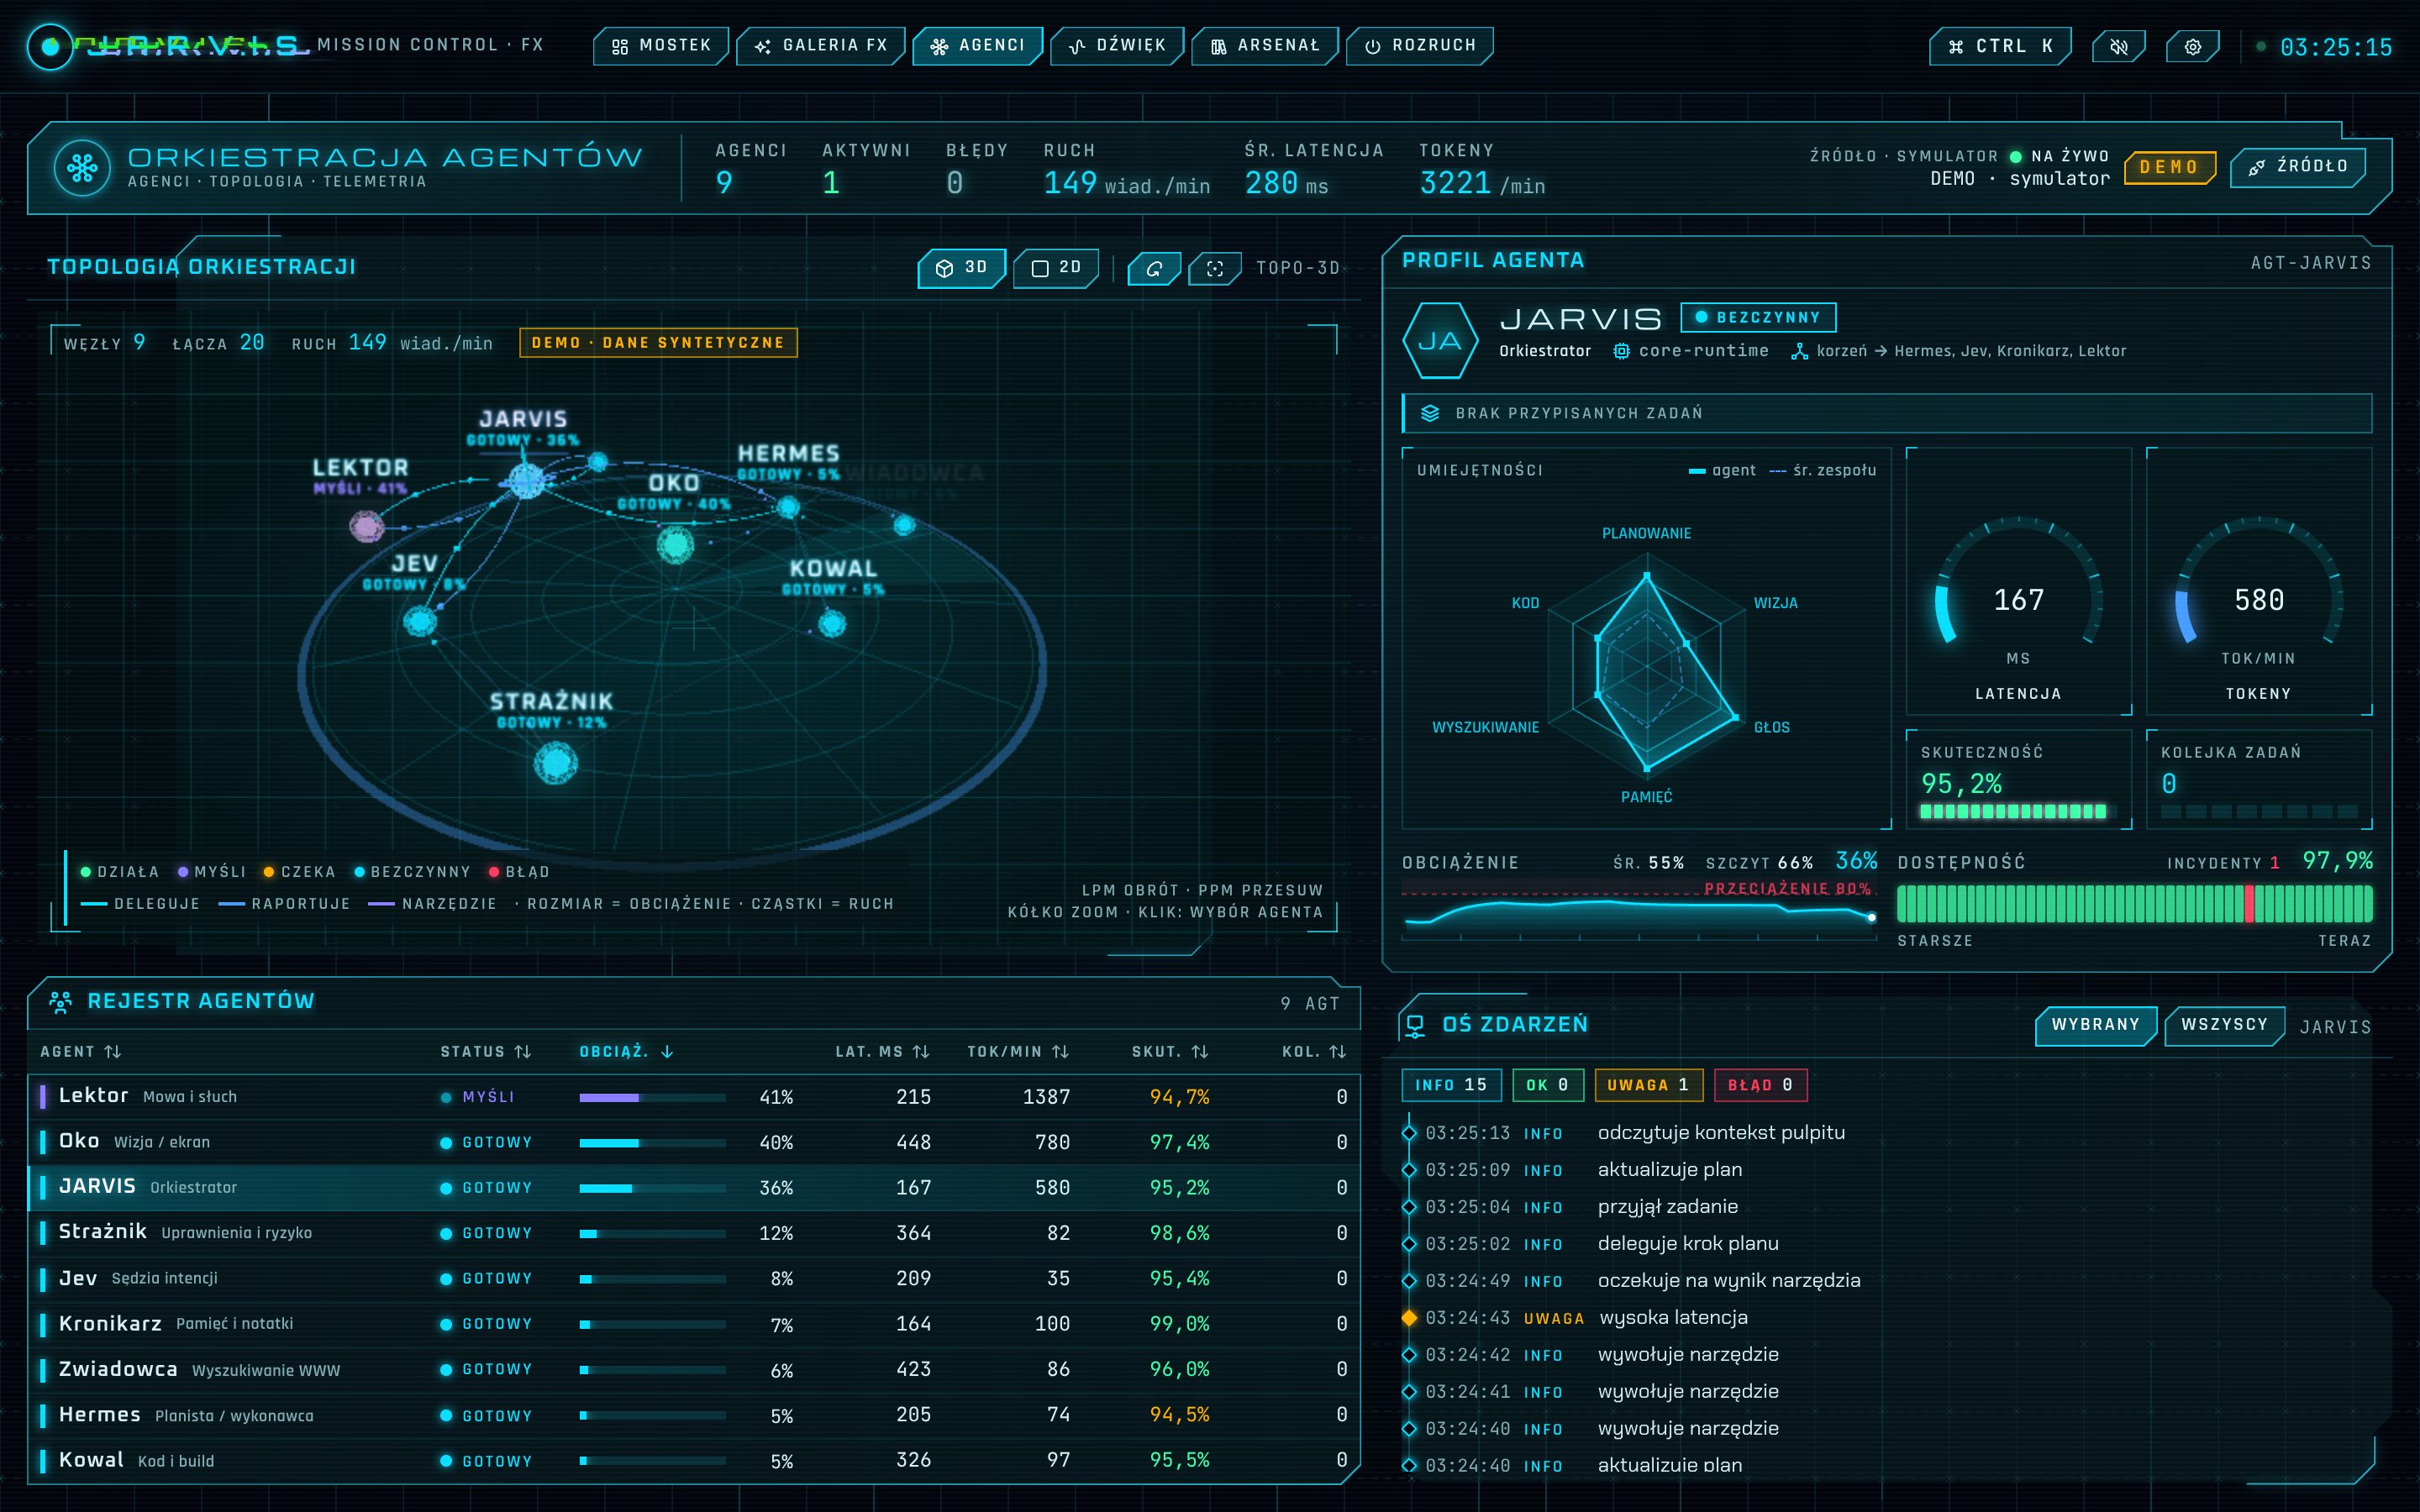 J.A.R.V.I.S. MISSION CONTROL · FX
MOSTEK GALERIA FX AGENCI DŹWIĘK ARSENAŁ ROZRUCH
⌘ CTRL K 03:25:15
ORKIESTRACJA AGENTÓW
AGENCI · TOPOLOGIA · TELEMETRIA
AGENCI AKTYWNI BŁĘDY RUCH ŚR. LATENCJA TOKENY
9 1 0 149 wiad./min 280 ms 3221 /min
ŹRÓDŁO · SYMULATOR NA ŻYWO
DEMO · symulator
DEMO ŹRÓDŁO
TOPOLOGIA ORKIESTRACJI
3D 2D TOPO-3D
WĘZŁY 9 ŁĄCZA 20 RUCH 149 wiad./min DEMO · DANE SYNTETYCZNE
JARVIS
GOTOWY · 36%
LEKTOR
MYŚLI · 41%
HERMES
GOTOWY · 5%
WIADOWCA
OKO
GOTOWY · 40%
JEV
GOTOWY · 8%
KOWAL
GOTOWY · 5%
STRAŻNIK
GOTOWY · 12%
DZIAŁA MYŚLI CZEKA BEZCZYNNY BŁĄD
DELEGUJE RAPORTUJE NARZĘDZIE · ROZMIAR = OBCIĄŻENIE · CZĄSTKI = RUCH
LPM OBRÓT · PPM PRZESUW
KÓŁKO ZOOM · KLIK: WYBÓR AGENTA
PROFIL AGENTA AGT-JARVIS
JA JARVIS BEZCZYNNY
Orkiestrator core-runtime korzeń → Hermes, Jev, Kronikarz, Lektor
BRAK PRZYPISANYCH ZADAŃ
UMIEJĘTNOŚCI agent śr. zespołu
PLANOWANIE
KOD WIZJA
WYSZUKIWANIE GŁOS
PAMIĘĆ
167
MS
LATENCJA
580
TOK/MIN
TOKENY
SKUTECZNOŚĆ
95,2%
KOLEJKA ZADAŃ
0
OBCIĄŻENIE ŚR. 55% SZCZYT 66% 36%
PRZECIĄŻENIE 80%
DOSTĘPNOŚĆ INCYDENTY 1 97,9%
STARSZE TERAZ
REJESTR AGENTÓW 9 AGT
AGENT ↑↓ STATUS ↑↓ OBCIĄŻ. ↓ LAT. MS ↑↓ TOK/MIN ↑↓ SKUT. ↑↓ KOL. ↑↓
Lektor Mowa i słuch MYŚLI 41% 215 1387 94,7% 0
Oko Wizja / ekran GOTOWY 40% 448 780 97,4% 0
JARVIS Orkiestrator GOTOWY 36% 167 580 95,2% 0
Strażnik Uprawnienia i ryzyko GOTOWY 12% 364 82 98,6% 0
Jev Sędzia intencji GOTOWY 8% 209 35 95,4% 0
Kronikarz Pamięć i notatki GOTOWY 7% 164 100 99,0% 0
Zwiadowca Wyszukiwanie WWW GOTOWY 6% 423 86 96,0% 0
Hermes Planista / wykonawca GOTOWY 5% 205 74 94,5% 0
Kowal Kod i build GOTOWY 5% 326 97 95,5% 0
OŚ ZDARZEŃ WYBRANY WSZYSCY JARVIS
INFO 15 OK 0 UWAGA 1 BŁĄD 0
03:25:13 INFO odczytuje kontekst pulpitu
03:25:09 INFO aktualizuje plan
03:25:04 INFO przyjął zadanie
03:25:02 INFO deleguje krok planu
03:24:49 INFO oczekuje na wynik narzędzia
03:24:43 UWAGA wysoka latencja
03:24:42 INFO wywołuje narzędzie
03:24:41 INFO wywołuje narzędzie
03:24:40 INFO wywołuje narzędzie
03:24:40 INFO aktualizuje plan